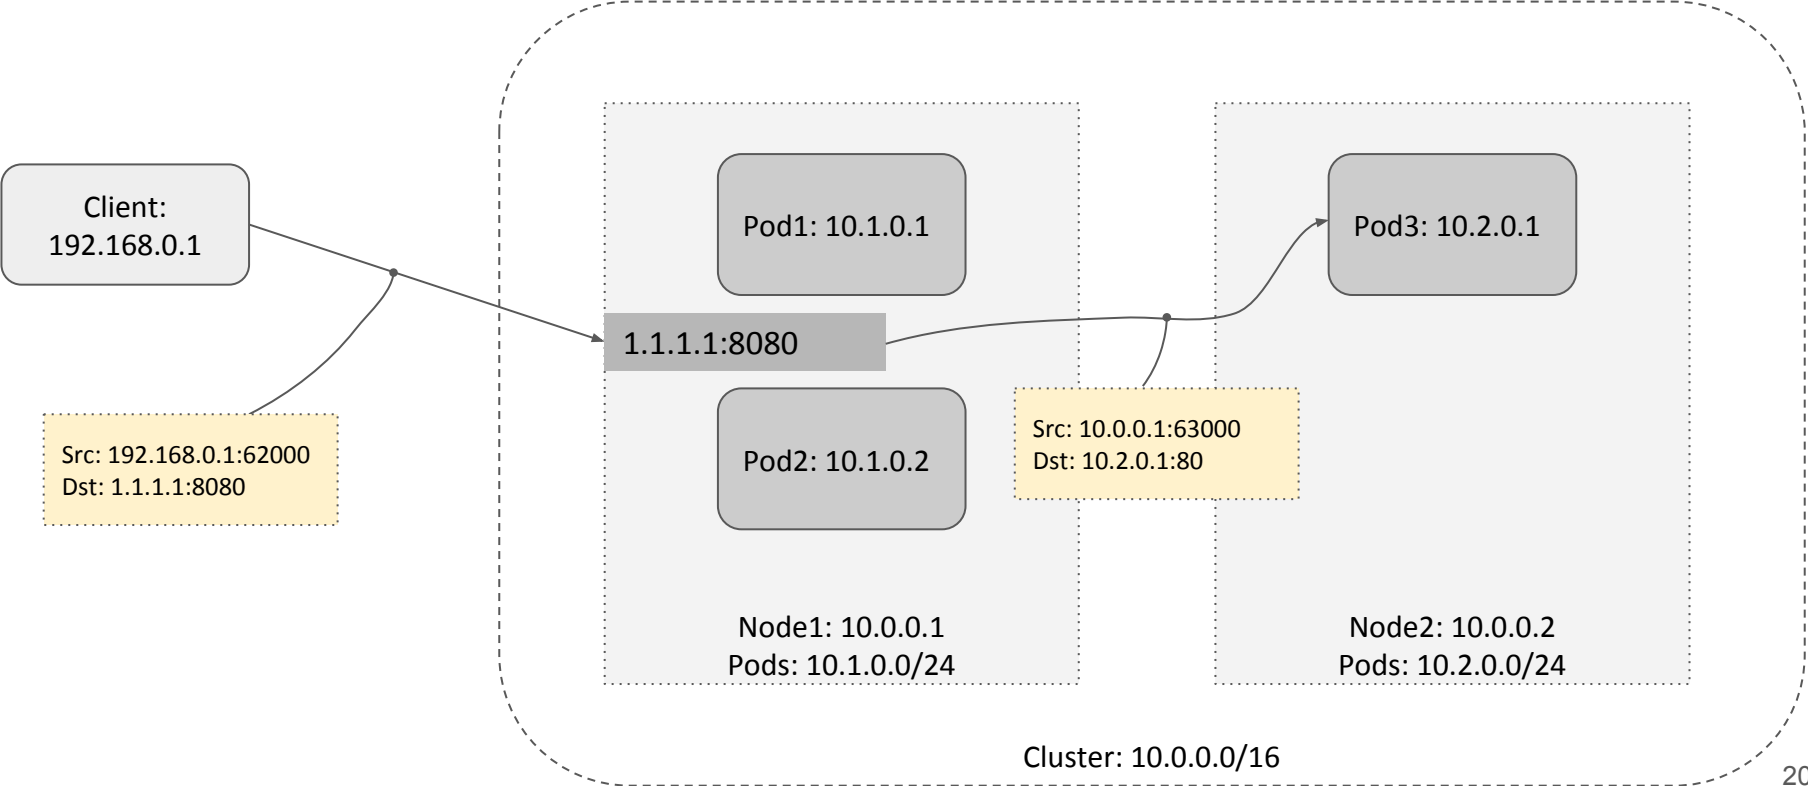 Client:
192.168.0.1
Src: 192.168.0.1:62000
Dst: 1.1.1.1:8080
Pod1: 10.1.0.1
1.1.1.1:8080
Pod2: 10.1.0.2
Node1: 10.0.0.1
Pods: 10.1.0.0/24
Src: 10.0.0.1:63000
Dst: 10.2.0.1:80
Pod3: 10.2.0.1
Node2: 10.0.0.2
Pods: 10.2.0.0/24
Cluster: 10.0.0.0/16
20